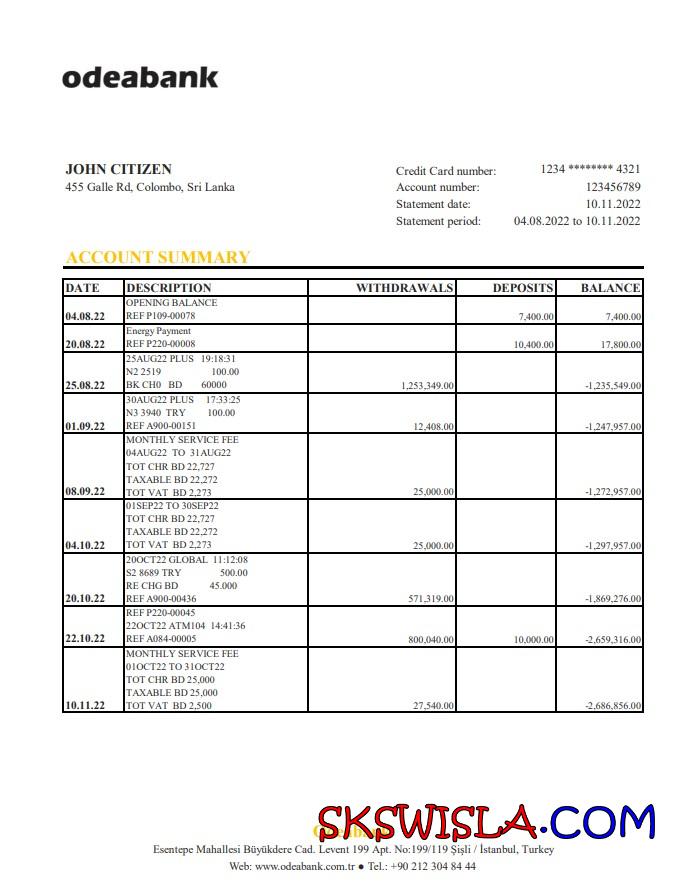 odeabank
JOHN CITIZEN
455 Galle Rd, Colombo, Sri Lanka
Credit Card number: 1234 ******** 4321
Account number: 123456789
Statement date: 10.11.2022
Statement period: 04.08.2022 to 10.11.2022
ACCOUNT SUMMARY
DATE DESCRIPTION WITHDRAWALS DEPOSITS BALANCE
OPENING BALANCE
04.08.22 REF P109-00078 7,400.00 7,400.00
Energy Payment
20.08.22 REF P220-00008 10,400.00 17,800.00
25AUG22 PLUS 19:18:31
N2 2519 100.00
25.08.22 BK CH0 BD 60000 1,253,349.00 -1,235,549.00
30AUG22 PLUS 17:33:25
N3 3940 TRY 100.00
01.09.22 REF A900-00151 12,408.00 -1,247,957.00
MONTHLY SERVICE FEE
04AUG22 TO 31AUG22
TOT CHR BD 22,727
TAXABLE BD 22,272
08.09.22 TOT VAT BD 2,273 25,000.00 -1,272,957.00
01SEP22 TO 30SEP22
TOT CHR BD 22,727
TAXABLE BD 22,272
04.10.22 TOT VAT BD 2,273 25,000.00 -1,297,957.00
20OCT22 GLOBAL 11:12:08
S2 8689 TRY 500.00
RE CHG BD 45.000
20.10.22 REF A900-00436 571,319.00 -1,869,276.00
REF P220-00045
22OCT22 ATM104 14:41:36
22.10.22 REF A084-00005 800,040.00 10,000.00 -2,659,316.00
MONTHLY SERVICE FEE
01OCT22 TO 31OCT22
TOT CHR BD 25,000
TAXABLE BD 25,000
10.11.22 TOT VAT BD 2,500 27,540.00 -2,686,856.00
SKSWISLA.COM
Esentepe Mahallesi Büyükdere Cad. Levent 199 Apt. No:199/119 Şişli / İstanbul, Turkey
Web: www.odeabank.com.tr ● Tel.: +90 212 304 84 44